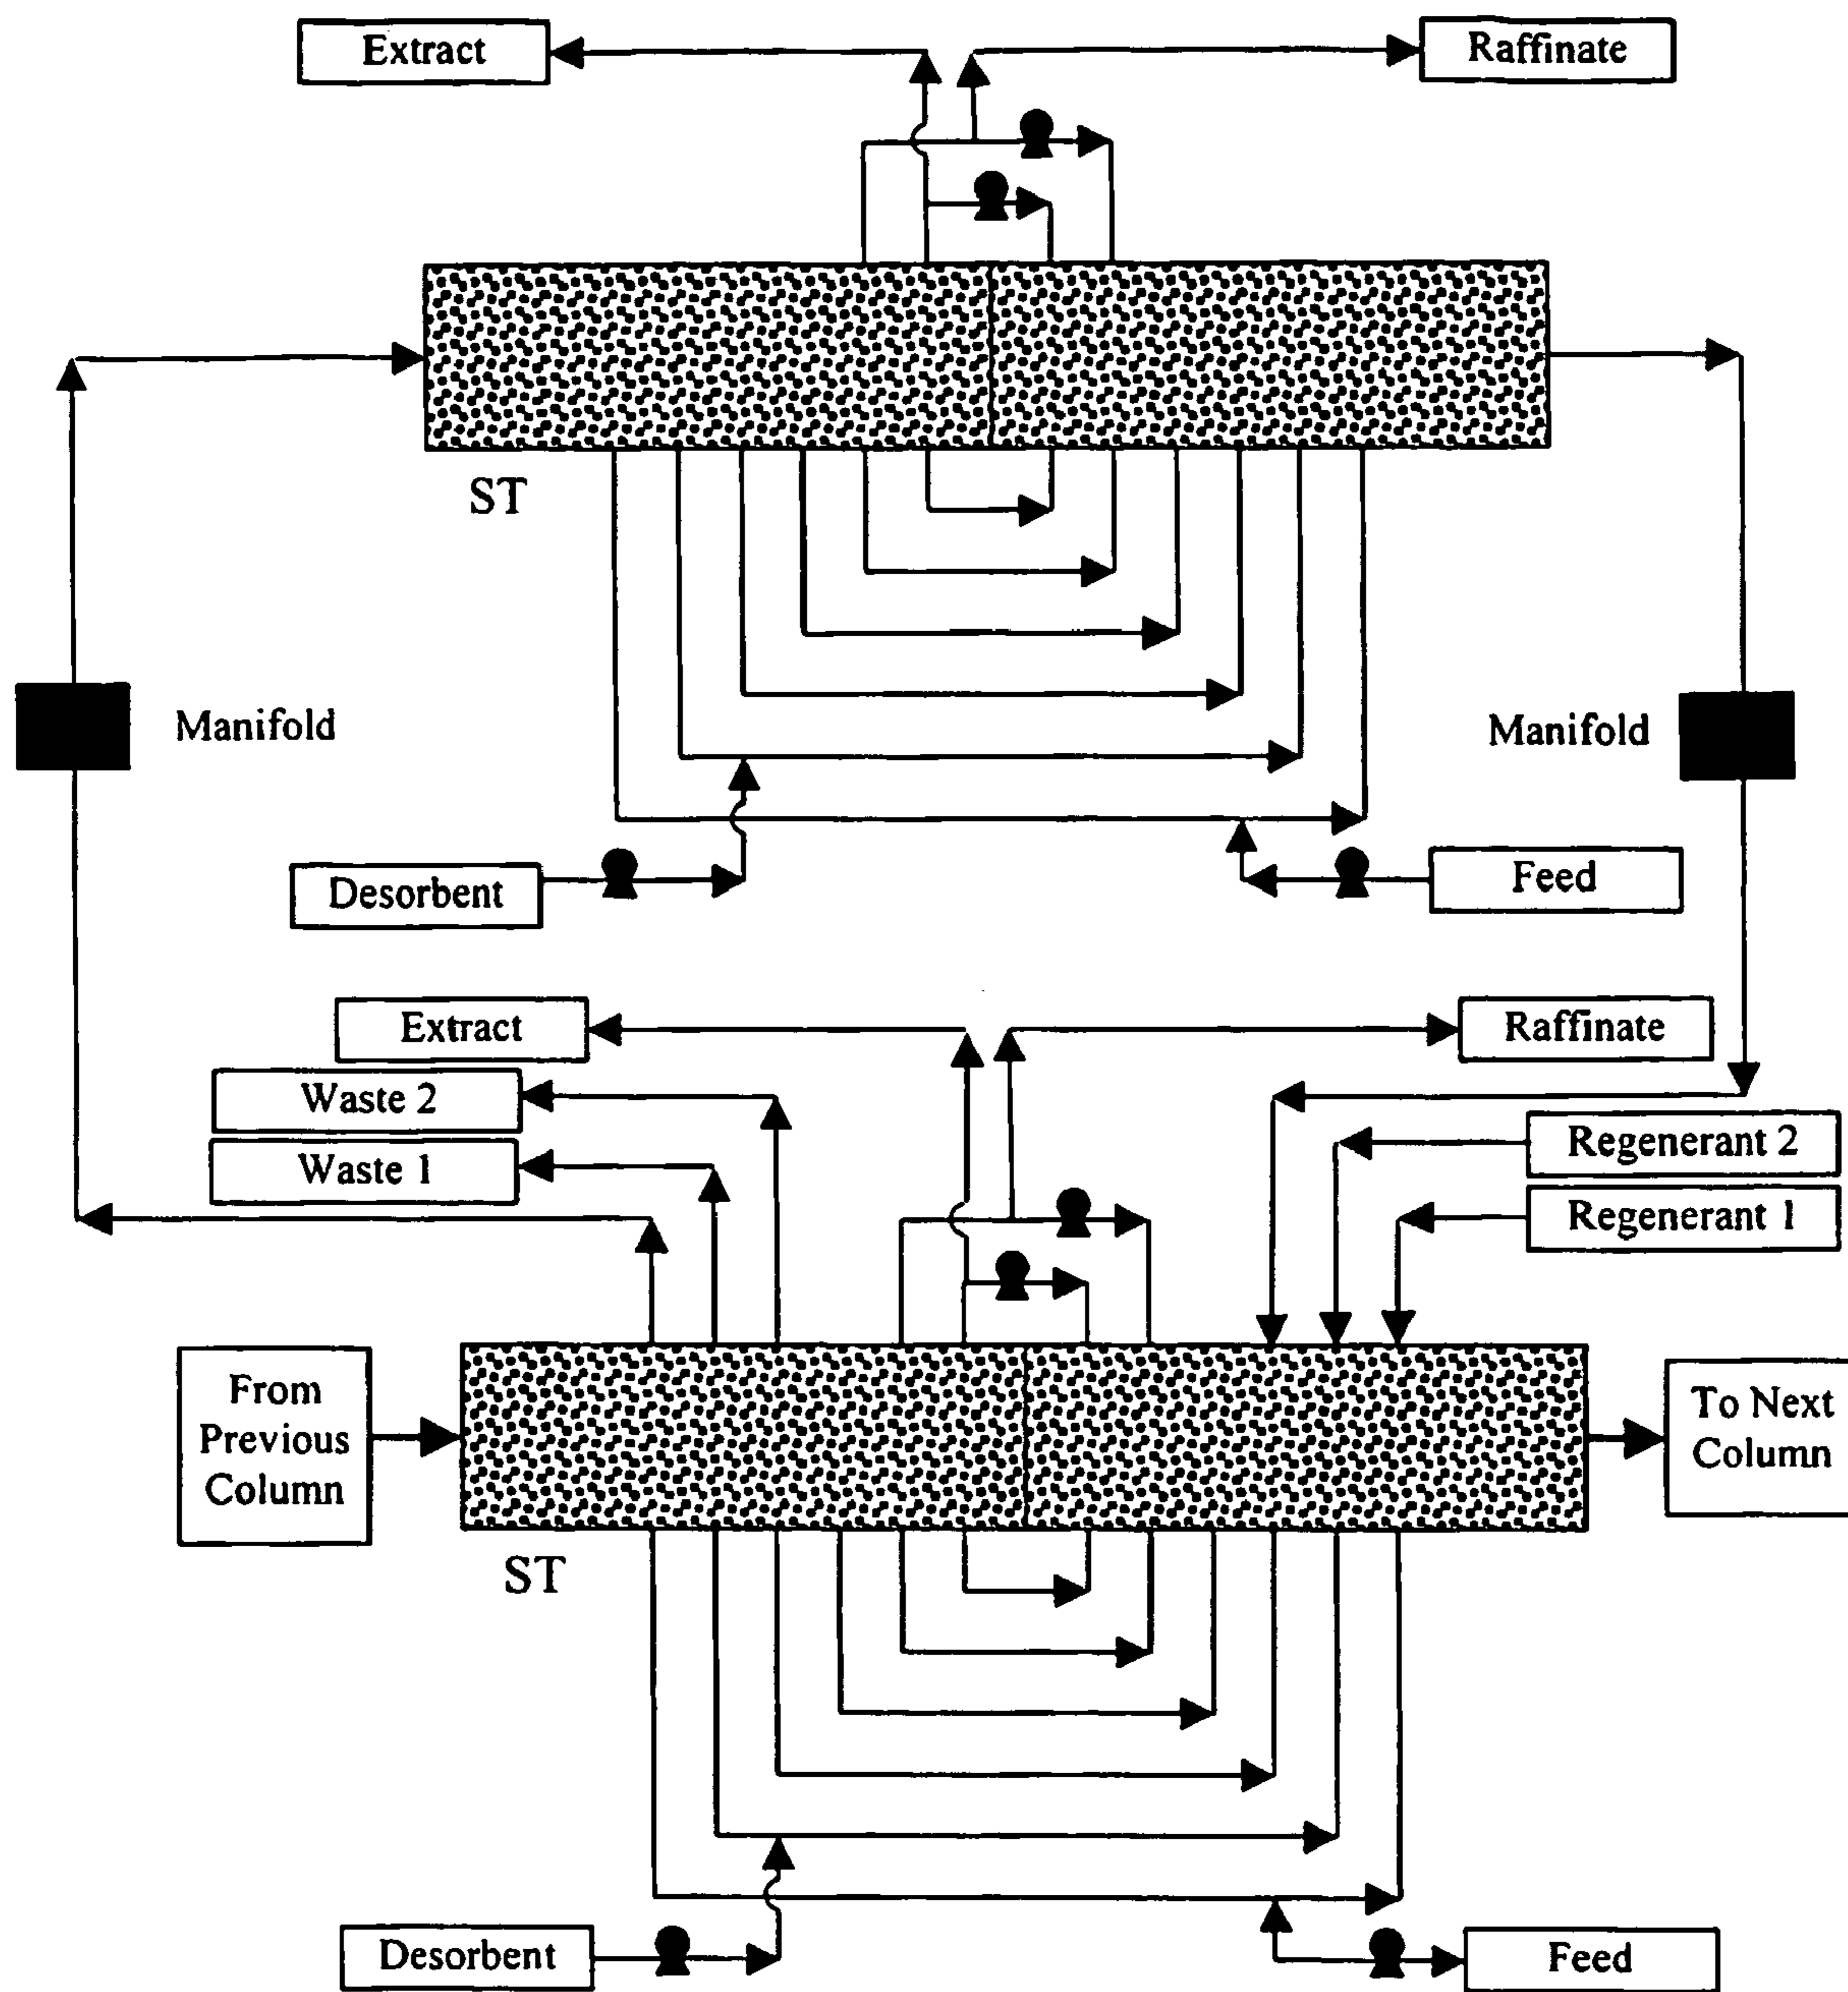 Extract
Raffinate
ST
Manifold
Manifold
Desorbent
Feed
Extract
Raffinate
Waste 2
Regenerant 2
Waste 1
Regenerant 1
From
Previous
Column
To Next
Column
ST
Desorbent
Feed